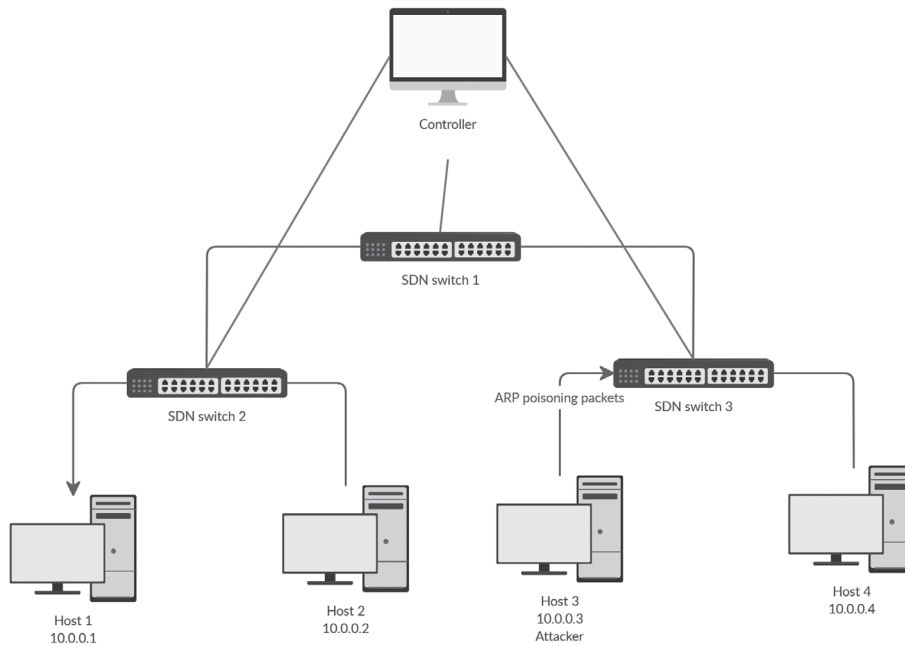 Controller
SDN switch 1
SDN switch 2
ARP poisoning packets
SDN switch 3
Host 1
10.0.0.1
Host 2
10.0.0.2
Host 3
10.0.0.3
Attacker
Host 4
10.0.0.4